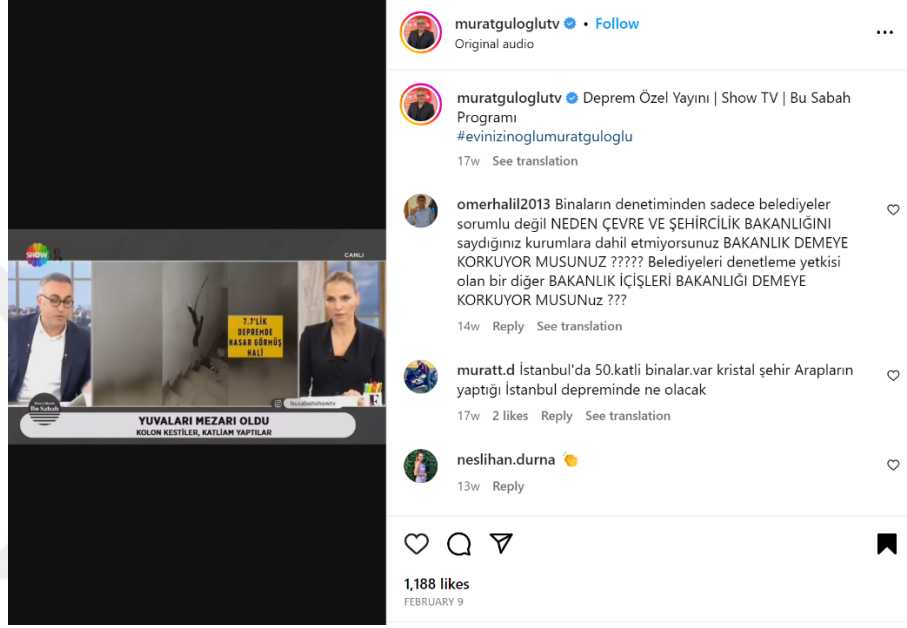 SHOW
CANLI
7.7'LİK
DEPREMDE
HASAR GÖRMÜŞ
HALİ
busabahshowtv
Bu Sabah
YUVALARI MEZARI OLDU
KOLON KESTİLER, KATLİAM YAPTILAR
muratguloglutv • Follow
Original audio
muratguloglutv Deprem Özel Yayını | Show TV | Bu Sabah
Programı
#evinizinoglumuratguloglu
17w See translation
omerhalil2013 Binaların denetiminden sadece belediyeler
sorumlu değil NEDEN ÇEVRE VE ŞEHİRCİLİK BAKANLIĞINI
saydığınız kurumlara dahil etmiyorsunuz BAKANLIK DEMEYE
KORKUYOR MUSUNUZ ????? Belediyeleri denetleme yetkisi
olan bir diğer BAKANLIK İÇİŞLERİ BAKANLIĞI DEMEYE
KORKUYOR MUSUNuz ???
14w Reply See translation
muratt.d İstanbul'da 50.katli binalar.var kristal şehir Arapların
yaptığı İstanbul depreminde ne olacak
17w 2 likes Reply See translation
neslihan.durna
13w Reply
1,188 likes
FEBRUARY 9